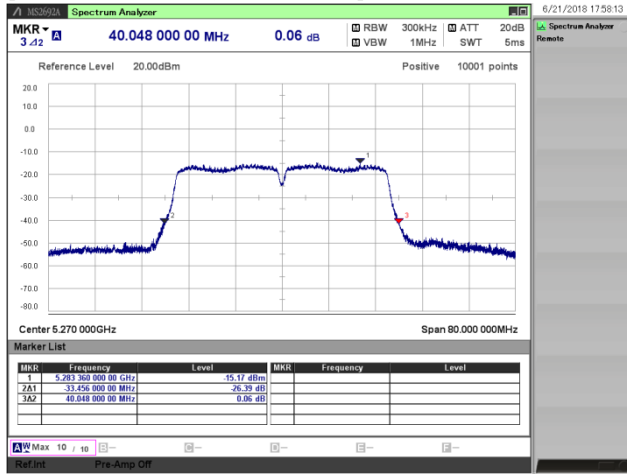 MS2692A Spectrum Analyzer
6/21/2018 17:58:13
MKR
3 Δ2 A 40.048 000 00 MHz 0.06 dB
M RBW 300kHz M ATT 20dB
M VBW 1MHz SWT 5ms
Spectrum Analyzer
Remote
Reference Level 20.00dBm Positive 10001 points
20.0
10.0
0.0
-10.0
-20.0
-30.0
-40.0
-50.0
-60.0
-70.0
-80.0
1
2
3
Center 5.270 000GHz Span 80.000 000MHz
Marker List
MKR Frequency Level MKR Frequency Level
1 5.283 360 000 00 GHz -15.17 dBm
2Δ1 -33.456 000 00 MHz -26.39 dB
3Δ2 40.048 000 00 MHz 0.06 dB
A W Max 10 / 10 B-- C-- D-- E-- F--
Ref.Int Pre-Amp Off